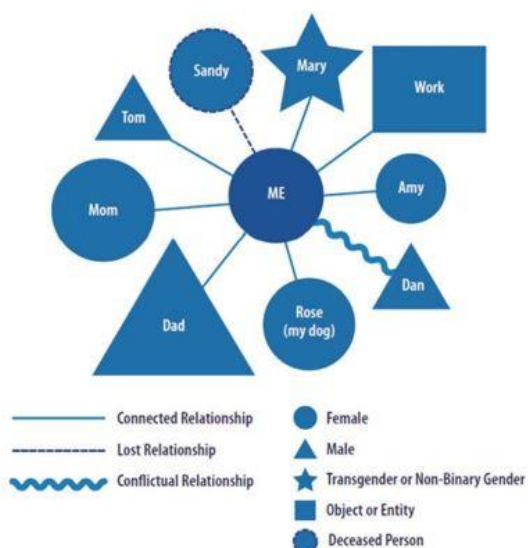 Sandy
Mary
Work
Tom
ME
Amy
Mom
Dan
Dad
Rose
(my dog)
Connected Relationship
Lost Relationship
Conflictual Relationship
Female
Male
Transgender or Non-Binary Gender
Object or Entity
Deceased Person